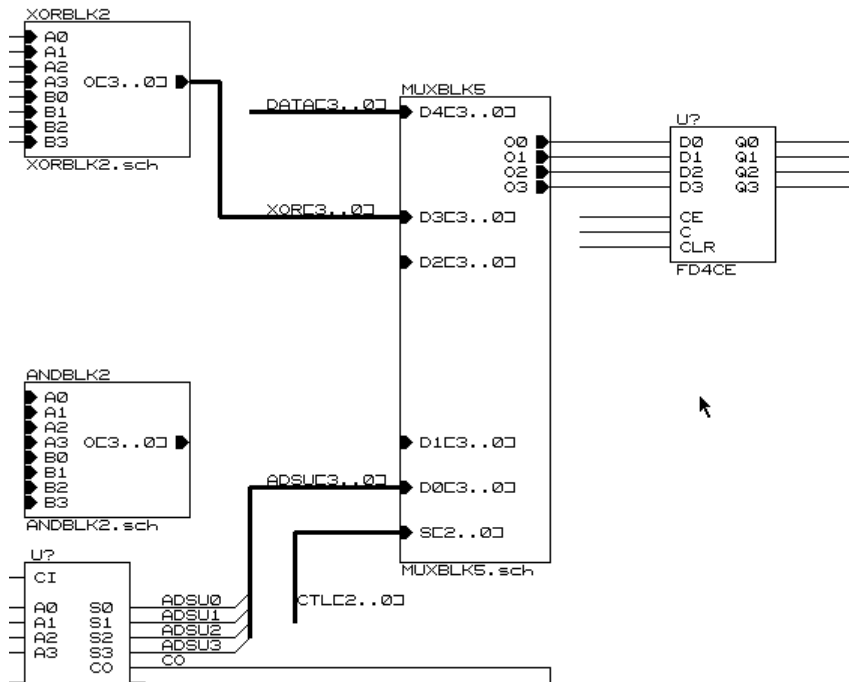 XORBLK2
A0
A1
A2
A3 O[3..0]
B0
B1
B2
B3
XORBLK2.sch
DATA[3..0]
XOR[3..0]
MUXBLK5
D4[3..0]
O0
O1
O2
O3
D3[3..0]
D2[3..0]
D1[3..0]
D0[3..0]
S[2..0]
MUXBLK5.sch
U?
D0 Q0
D1 Q1
D2 Q2
D3 Q3
CE
C
CLR
FD4CE
ANDBLK2
A0
A1
A2
A3 O[3..0]
B0
B1
B2
B3
ANDBLK2.sch
ADSU[3..0]
CTL[2..0]
U?
CI
A0 S0 ADSU0
A1 S1 ADSU1
A2 S2 ADSU2
A3 S3 ADSU3
CO CO